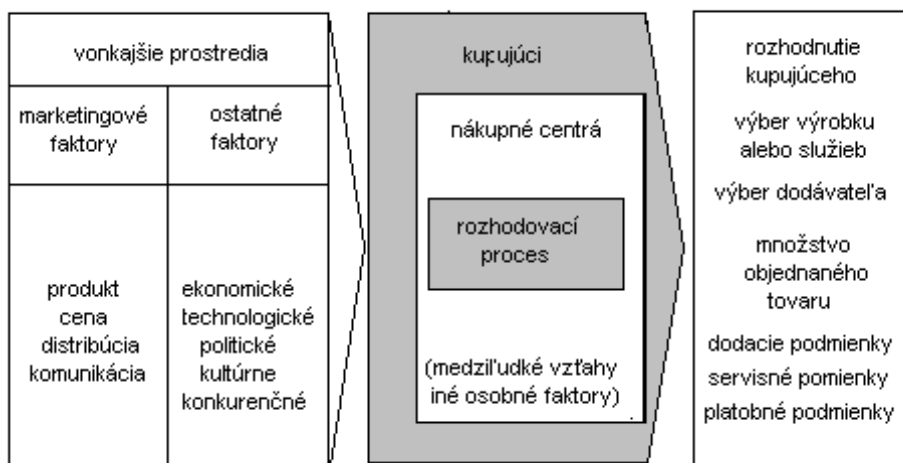 vonkajšie prostredia
marketingové
faktory
ostatné
faktory
produkt
cena
distribúcia
komunikácia
ekonomické
technologické
politické
kultúrne
konkurenčné
kupujúci
nákupné centrá
rozhodovací
proces
(medziľudké vzťahy
iné osobné faktory)
rozhodnutie
kupujúceho
výber výrobku
alebo služieb
výber dodávateľa
množstvo
objednaného
tovaru
dodacie podmienky
servisné pomienky
platobné podmienky